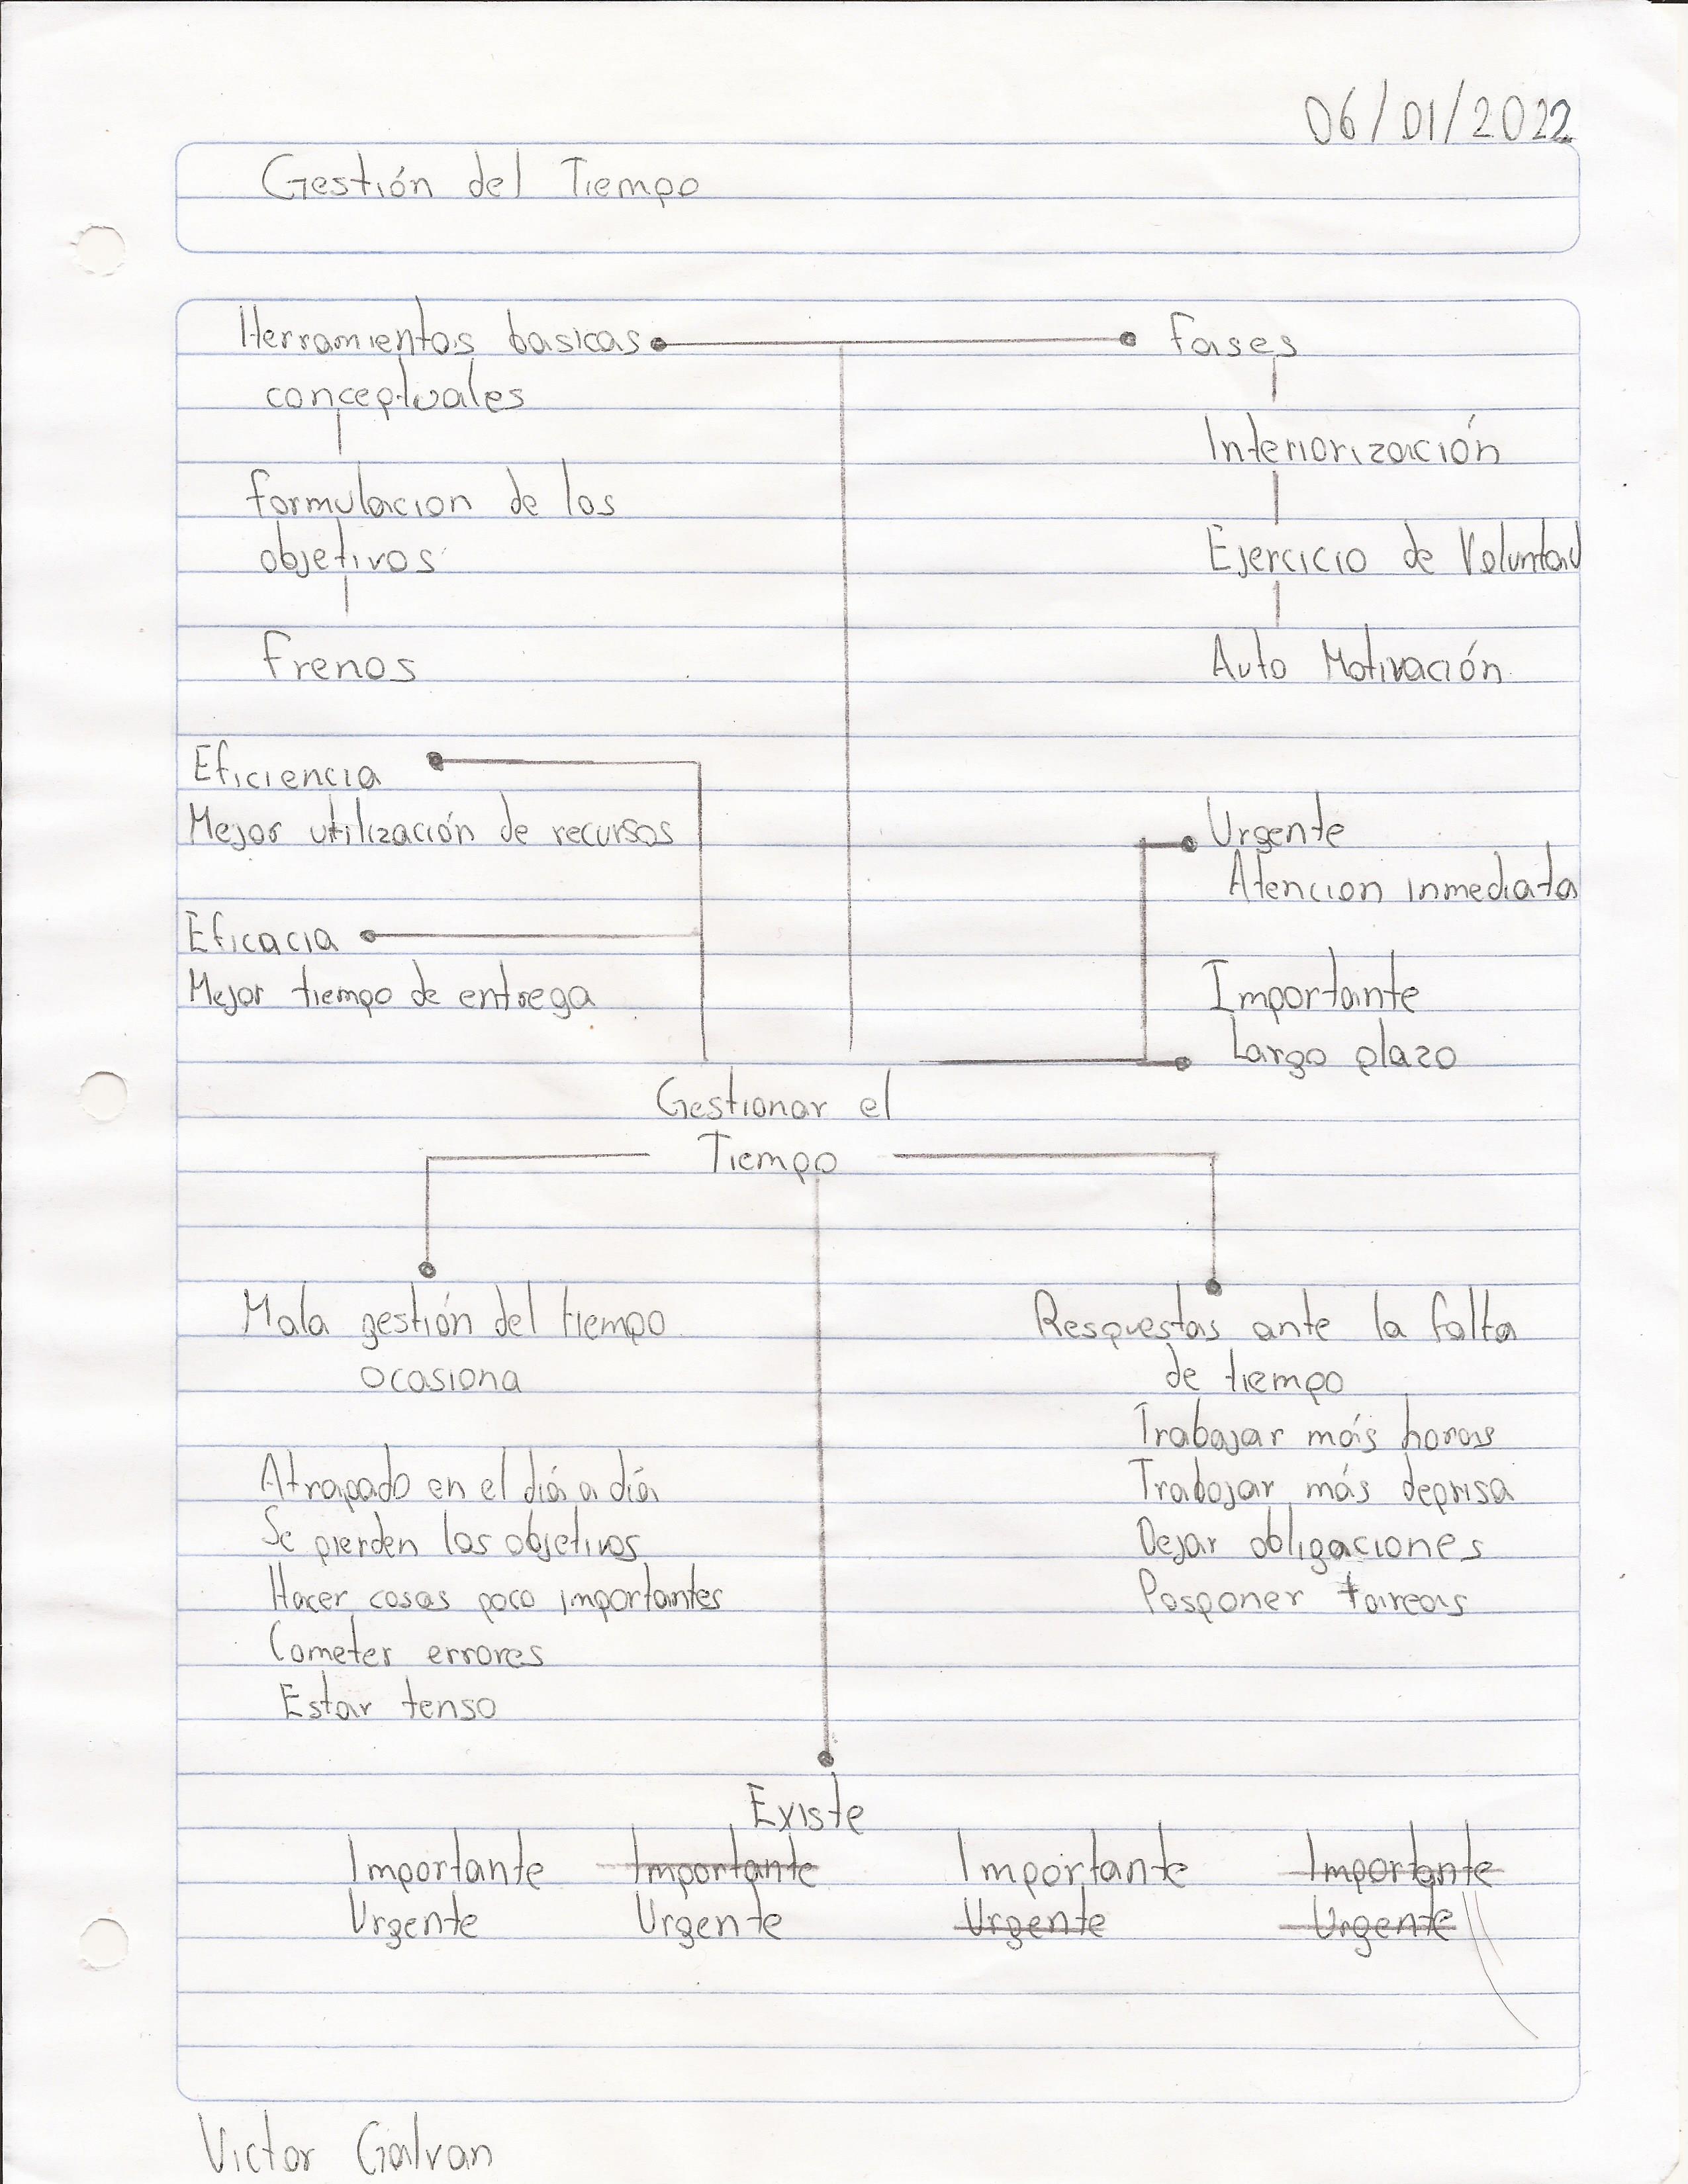 06/01/2022
Gestión del Tiempo
Herramientas basicas
conceptuales
formulacion de los
objetivos
frenos
fases
Interiorización
Ejercicio de Voluntad
Auto Motivación
Eficiencia
Mejor utilización de recursos
Eficacia
Mejor tiempo de entrega
Urgente
Atencion inmediata
Importante
Largo plazo
Gestionar el
Tiempo
Mala gestión del tiempo
ocasiona
Atrapado en el día a día
Se pierden los objetivos
Hacer cosas poco importantes
Cometer errores
Estar tenso
Respuestas ante la falta
de tiempo
Trabajar más horas
Trabajar más deprisa
Dejar obligaciones
Posponer tareas
Existe
Importante Importante Importante Importante
Urgente Urgente Urgente Urgente
Victor Galvan